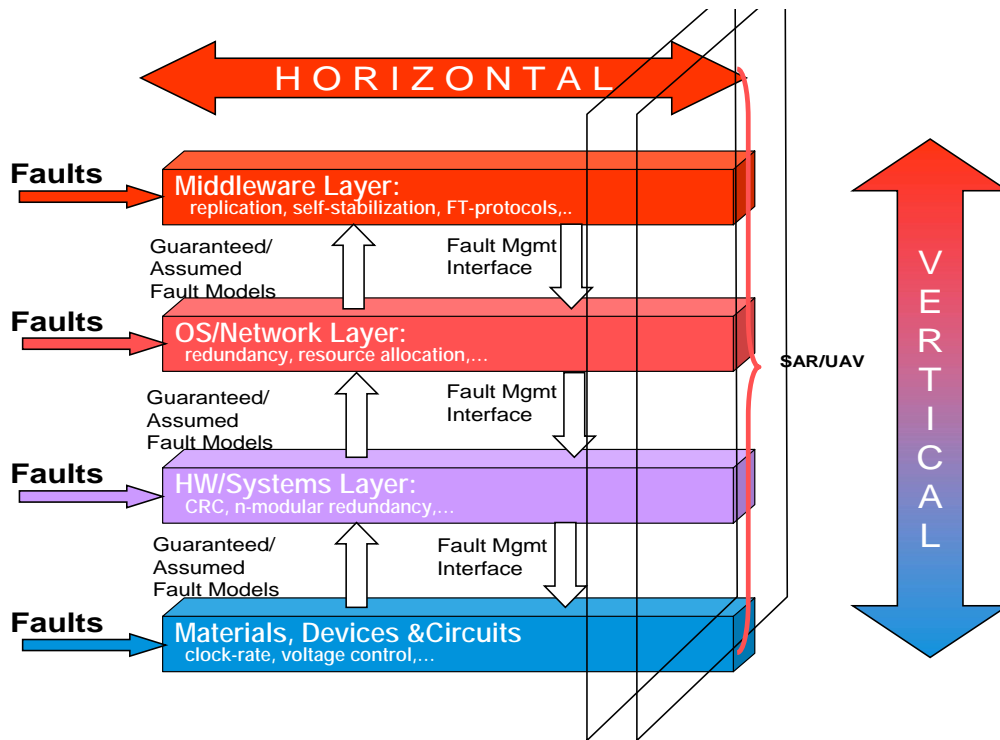 HORIZONTAL
Faults
Middleware Layer:
replication, self-stabilization, FT-protocols,..
Guaranteed/
Assumed
Fault Models
Fault Mgmt
Interface
Faults
OS/Network Layer:
redundancy, resource allocation,…
SAR/UAV
Guaranteed/
Assumed
Fault Models
Fault Mgmt
Interface
Faults
HW/Systems Layer:
CRC, n-modular redundancy,…
Guaranteed/
Assumed
Fault Models
Fault Mgmt
Interface
Faults
Materials, Devices &Circuits
clock-rate, voltage control,…
VERTICAL